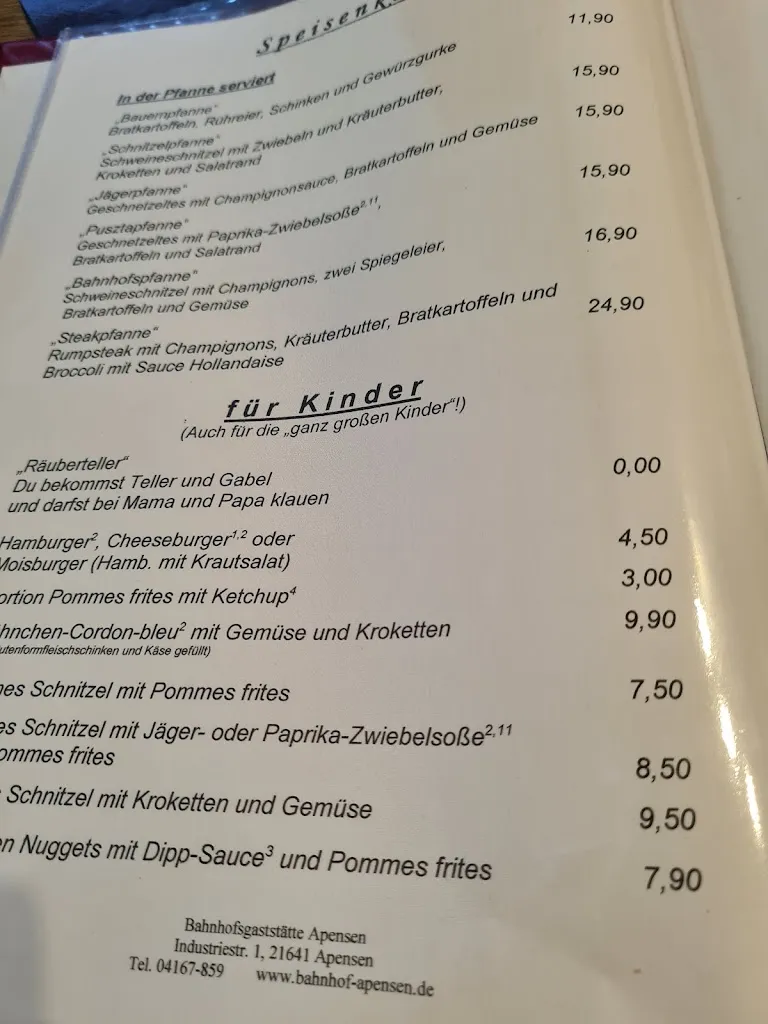 Speisen
In der Pfanne serviert
„Bauernpfanne“ 11,90
Bratkartoffeln, Rühreier, Schinken und Gewürzgurke
„Schnitzelpfanne“ 15,90
Schweineschnitzel mit Zwiebeln und Kräuterbutter,
Kroketten und Salatrand
„Jägerpfanne“ 15,90
Geschnetzeltes mit Champignonsauce, Bratkartoffeln und Gemüse
„Pusztapfanne“ 15,90
Geschnetzeltes mit Paprika-Zwiebelsoße2,11,
Bratkartoffeln und Salatrand
„Bahnhofspfanne“ 16,90
Schweineschnitzel mit Champignons, zwei Spiegeleier,
Bratkartoffeln und Gemüse
„Steakpfanne“ 24,90
Rumpsteak mit Champignons, Kräuterbutter, Bratkartoffeln und
Broccoli mit Sauce Hollandaise
für Kinder
(Auch für die „ganz großen Kinder“!)
„Räuberteller“ 0,00
Du bekommst Teller und Gabel
und darfst bei Mama und Papa klauen
Hamburger2, Cheeseburger1,2 oder 4,50
Moisburger (Hamb. mit Krautsalat)
ortion Pommes frites mit Ketchup4 3,00
hnchen-Cordon-bleu2 mit Gemüse und Kroketten 9,90
utenformfleischschinken und Käse gefüllt)
nes Schnitzel mit Pommes frites 7,50
es Schnitzel mit Jäger- oder Paprika-Zwiebelsoße2,11
ommes frites 8,50
Schnitzel mit Kroketten und Gemüse 9,50
en Nuggets mit Dipp-Sauce3 und Pommes frites 7,90
Bahnhofsgaststätte Apensen
Industriestr. 1, 21641 Apensen
Tel. 04167-859 www.bahnhof-apensen.de